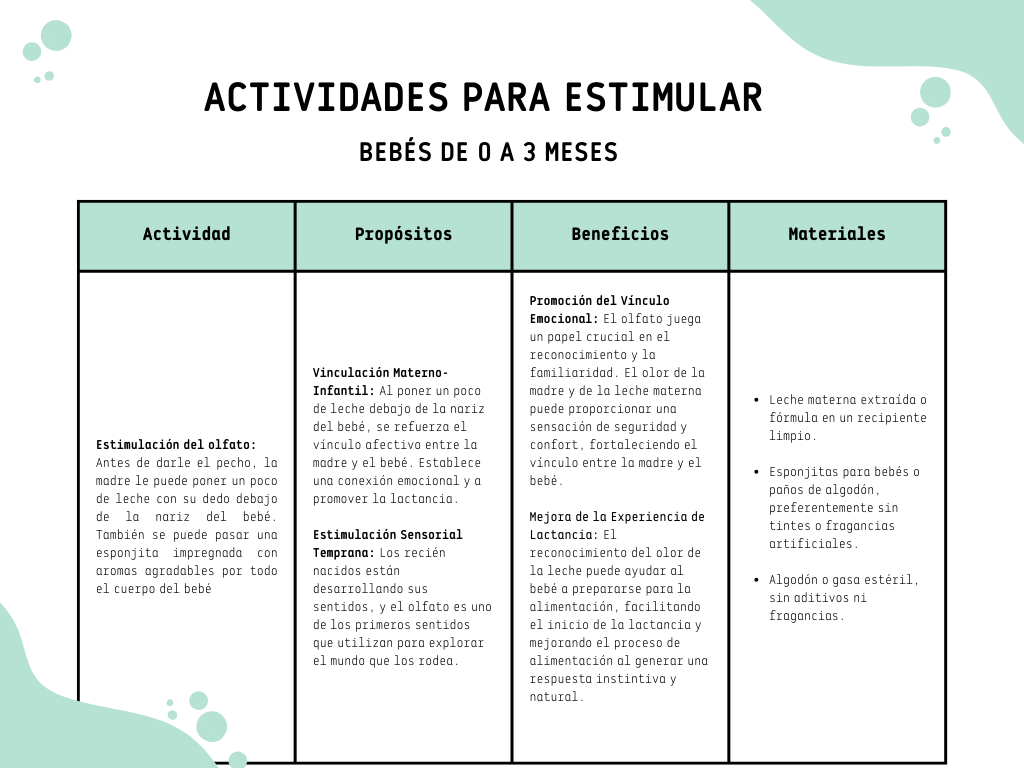 ACTIVIDADES PARA ESTIMULAR
BEBÉS DE 0 A 3 MESES
Actividad
Propósitos
Beneficios
Materiales
Estimulación del olfato:
Antes de darle el pecho, la
madre le puede poner un poco
de leche con su dedo debajo
de la nariz del bebé.
También se puede pasar una
esponjita impregnada con
aromas agradables por todo
el cuerpo del bebé
Vinculación Materno-
Infantil: Al poner un poco
de leche debajo de la nariz
del bebé, se refuerza el
vínculo afectivo entre la
madre y el bebé. Establece
una conexión emocional y a
promover la lactancia.
Estimulación Sensorial
Temprana: Los recién
nacidos están
desarrollando sus
sentidos, y el olfato es uno
de los primeros sentidos
que utilizan para explorar
el mundo que los rodea.
Promoción del Vínculo
Emocional: El olfato juega
un papel crucial en el
reconocimiento y la
familiaridad. El olor de la
madre y de la leche materna
puede proporcionar una
sensación de seguridad y
confort, fortaleciendo el
vínculo entre la madre y el
bebé.
Mejora de la Experiencia de
Lactancia: El
reconocimiento del olor de
la leche puede ayudar al
bebé a prepararse para la
alimentación, facilitando
el inicio de la lactancia y
mejorando el proceso de
alimentación al generar una
respuesta instintiva y
natural.
• Leche materna extraída o
fórmula en un recipiente
limpio.
• Esponjitas para bebés o
paños de algodón,
preferentemente sin
tintes o fragancias
artificiales.
• Algodón o gasa estéril,
sin aditivos ni
fragancias.